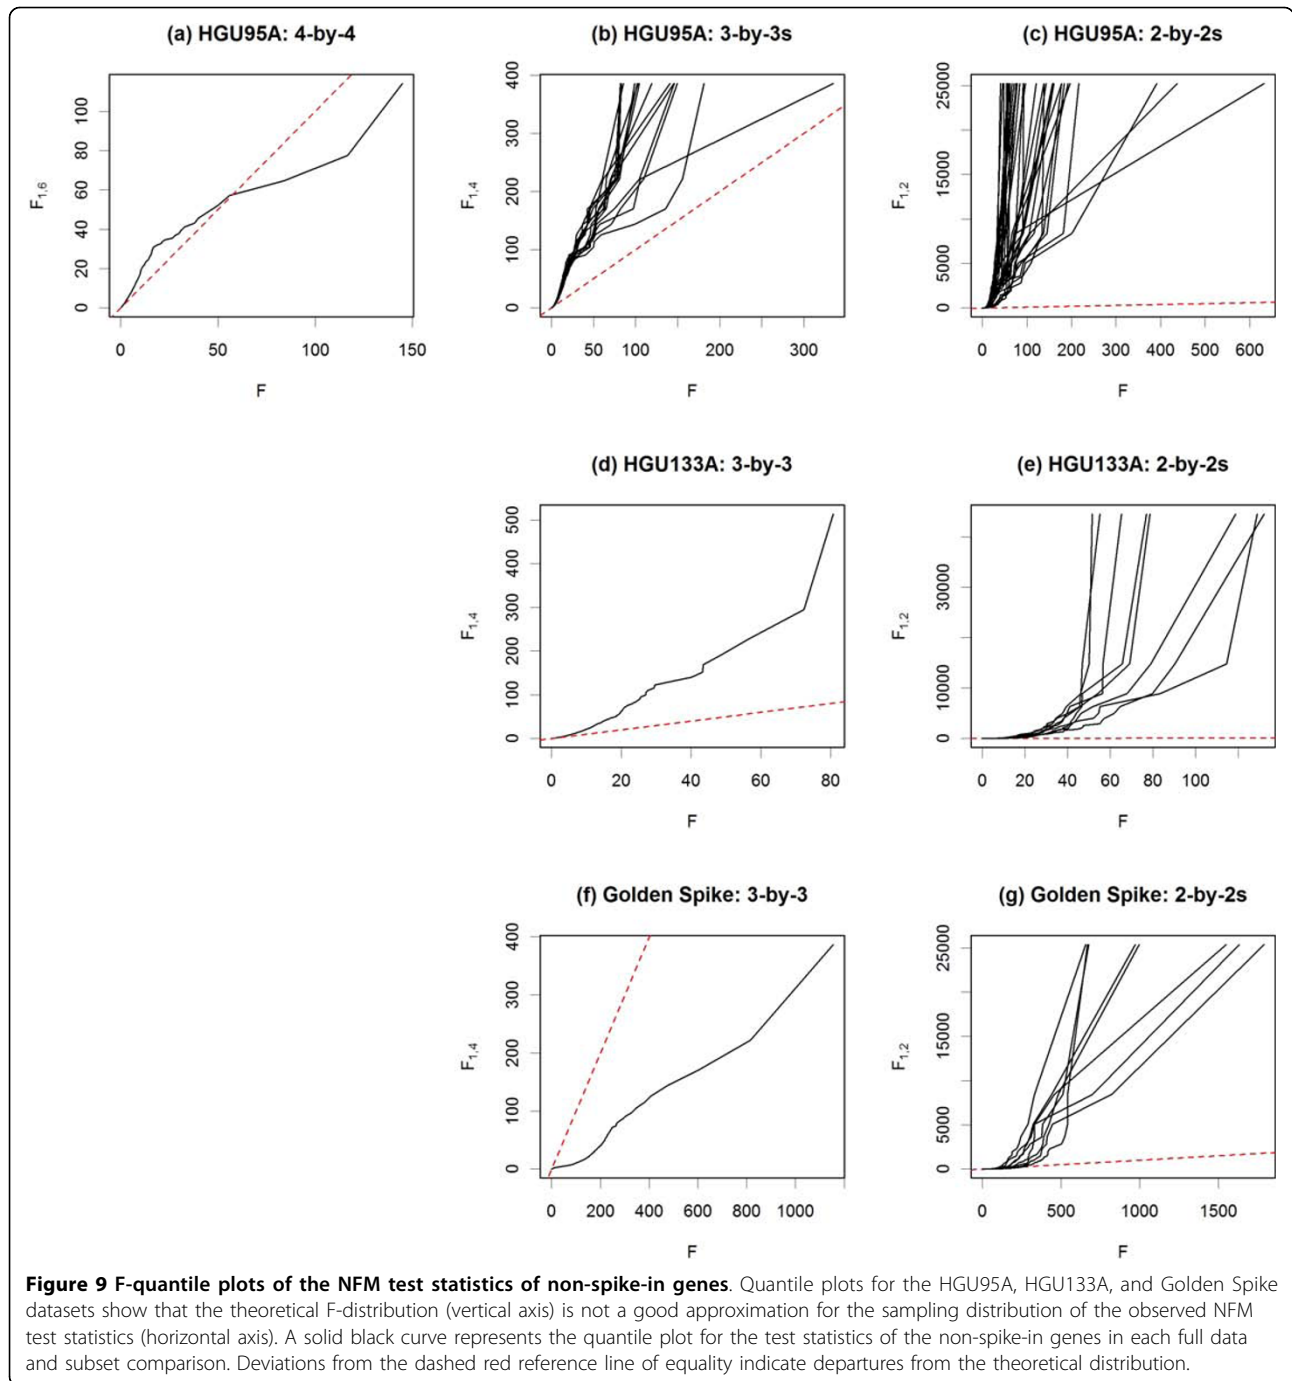 (a) HGU95A: 4-by-4
(b) HGU95A: 3-by-3s
(c) HGU95A: 2-by-2s
F1,6
0 20 40 60 80 100
0 50 100 150
F
F1,4
0 100 200 300 400
0 50 100 200 300
F
F1,2
0 5000 15000 25000
0 100 200 300 400 500 600
F
(d) HGU133A: 3-by-3
(e) HGU133A: 2-by-2s
F1,4
0 100 200 300 400 500
0 20 40 60 80
F
F1,2
0 10000 30000
0 20 40 60 80 100
F
(f) Golden Spike: 3-by-3
(g) Golden Spike: 2-by-2s
F1,4
0 100 200 300 400
0 200 400 600 800 1000
F
F1,2
0 5000 15000 25000
0 500 1000 1500
F
Figure 9 F-quantile plots of the NFM test statistics of non-spike-in genes. Quantile plots for the HGU95A, HGU133A, and Golden Spike
datasets show that the theoretical F-distribution (vertical axis) is not a good approximation for the sampling distribution of the observed NFM
test statistics (horizontal axis). A solid black curve represents the quantile plot for the test statistics of the non-spike-in genes in each full data
and subset comparison. Deviations from the dashed red reference line of equality indicate departures from the theoretical distribution.